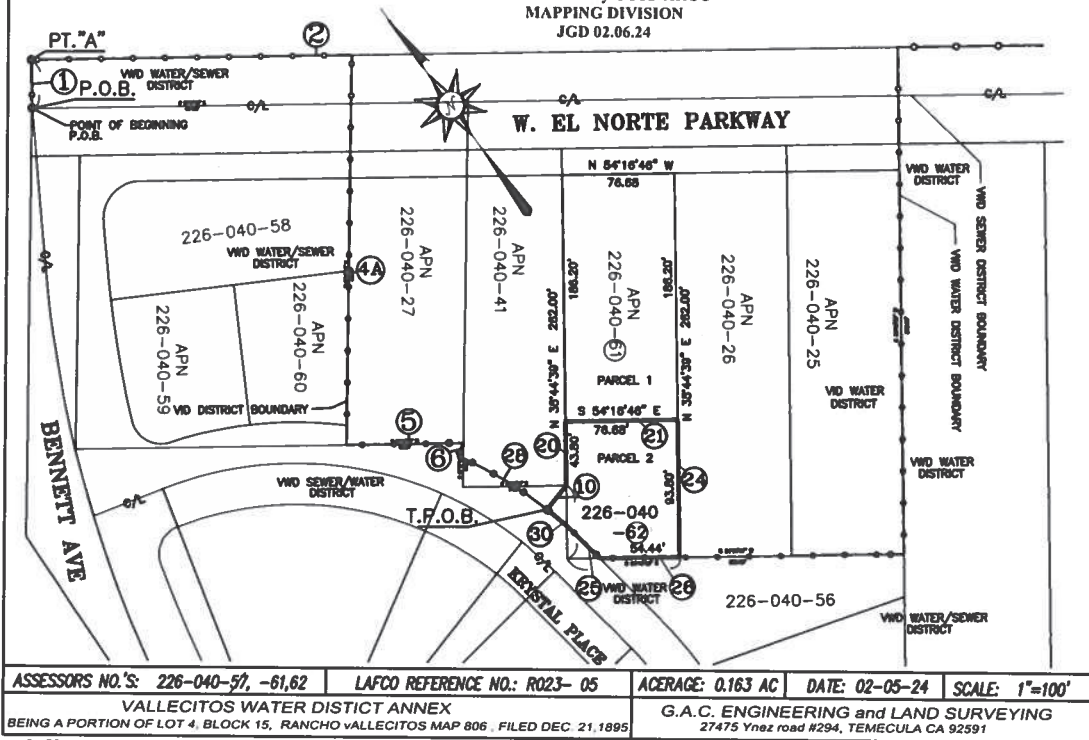 MAPPING DIVISION
JGD 02.06.24
PT."A"
2
VWD WATER/SEWER
DISTRICT
1
P.O.B.
C/L
C/L
C/L
POINT OF BEGINNING
P.O.B.
W. EL NORTE PARKWAY
N 54°16'46" W
76.68
VWD WATER
DISTRICT
VWD SEWER DISTRICT BOUNDARY
VWD WATER DISTRICT BOUNDARY
226-040-58
VWD WATER/SEWER
DISTRICT
4A
APN
226-040-27
APN
226-040-41
186.20'
N 35°44'39" E 262.00'
APN
226-040-61
PARCEL 1
186.20'
N 35°44'39" E 262.00'
APN
226-040-26
APN
226-040-25
C/L
APN
226-040-59
APN
226-040-60
VID DISTRICT BOUNDARY
VID WATER
DISTRICT
S 54°16'46" E
76.68'
5
6
20
43.80'
21
PARCEL 2
28
24
93.80'
VWD WATER
DISTRICT
VWD SEWER/WATER
DISTRICT
10
C/L
T.P.O.B.
226-040
-62
30
54.44'
BENNETT AVE
C/L
KRYSTAL PLACE
25
VWD WATER
DISTRICT
26
226-040-56
VWD WATER/SEWER
DISTRICT
ASSESSORS NO.'S: 226-040-57, -61,62
LAFCO REFERENCE NO.: RO23- 05
ACERAGE: 0.163 AC
DATE: 02-05-24
SCALE: 1"=100'
VALLECITOS WATER DISTICT ANNEX
BEING A PORTION OF LOT 4, BLOCK 15, RANCHO vALLECITOS MAP 806 , FILED DEC. 21,1895
G.A.C. ENGINEERING and LAND SURVEYING
27475 Ynez road #294, TEMECULA CA 92591